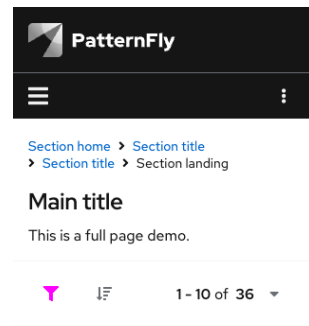 PatternFly
Section home > Section title
> Section title > Section landing
Main title
This is a full page demo.
1 - 10 of 36